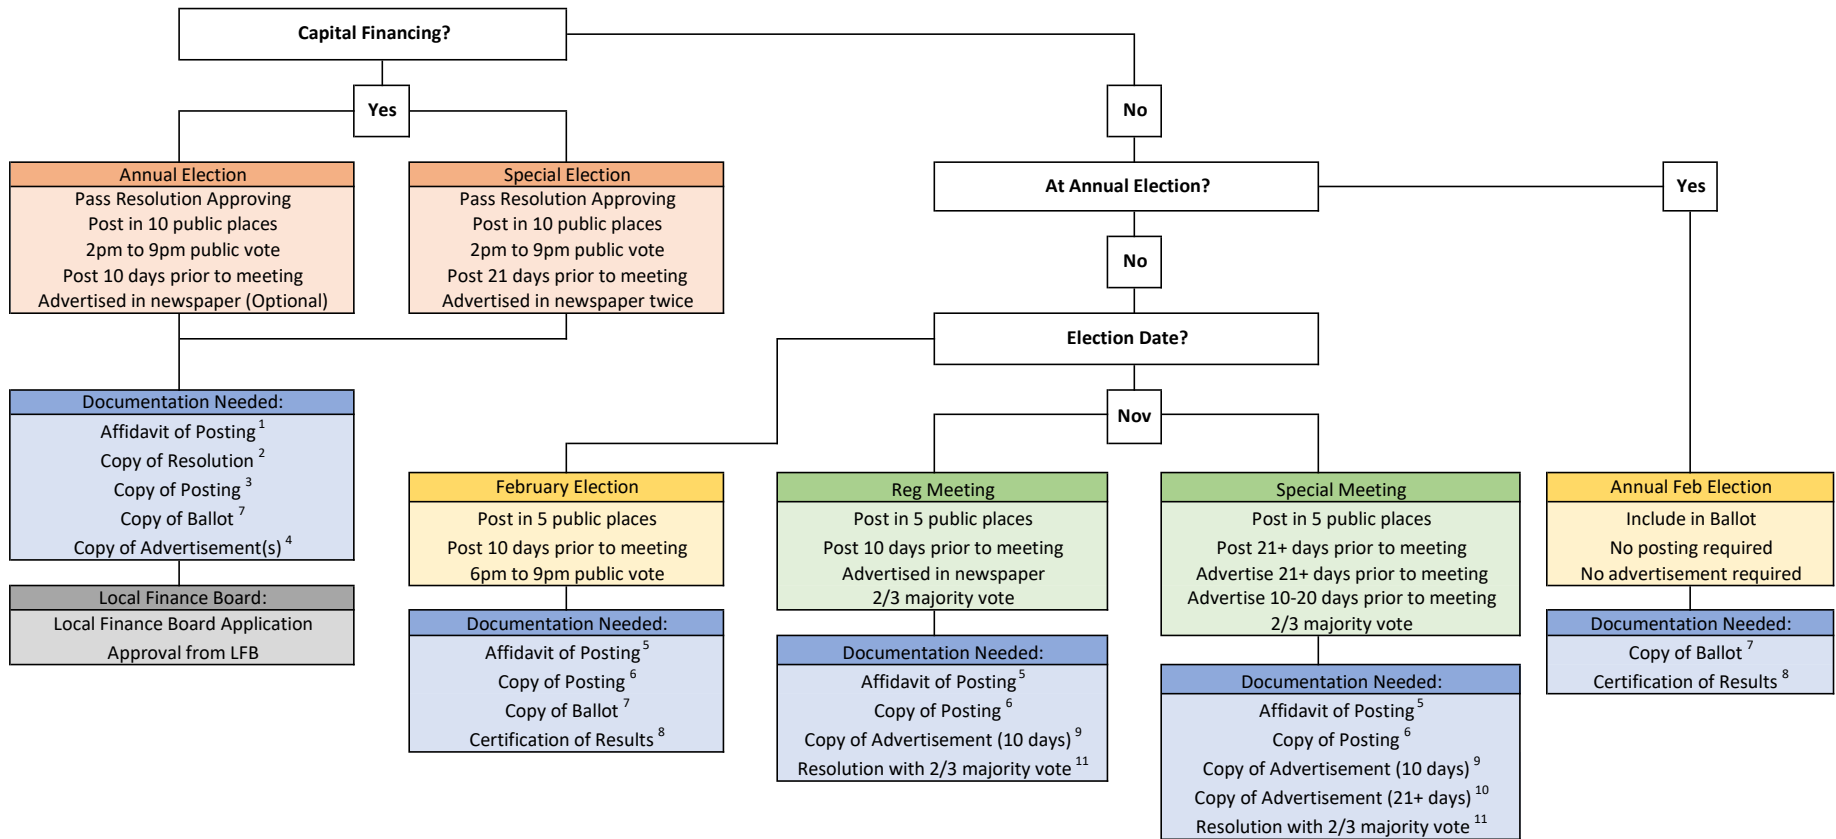 Capital Financing?
Yes
No
Annual Election
Pass Resolution Approving
Post in 10 public places
2pm to 9pm public vote
Post 10 days prior to meeting
Advertised in newspaper (Optional)
Special Election
Pass Resolution Approving
Post in 10 public places
2pm to 9pm public vote
Post 21 days prior to meeting
Advertised in newspaper twice
At Annual Election?
Yes
No
Election Date?
Nov
Documentation Needed:
Affidavit of Posting 1
Copy of Resolution 2
Copy of Posting 3
Copy of Ballot 7
Copy of Advertisement(s) 4
Local Finance Board:
Local Finance Board Application
Approval from LFB
February Election
Post in 5 public places
Post 10 days prior to meeting
6pm to 9pm public vote
Documentation Needed:
Affidavit of Posting 5
Copy of Posting 6
Copy of Ballot 7
Certification of Results 8
Reg Meeting
Post in 5 public places
Post 10 days prior to meeting
Advertised in newspaper
2/3 majority vote
Documentation Needed:
Affidavit of Posting 5
Copy of Posting 6
Copy of Advertisement (10 days) 9
Resolution with 2/3 majority vote 11
Special Meeting
Post in 5 public places
Post 21+ days prior to meeting
Advertise 21+ days prior to meeting
Advertise 10-20 days prior to meeting
2/3 majority vote
Documentation Needed:
Affidavit of Posting 5
Copy of Posting 6
Copy of Advertisement (10 days) 9
Copy of Advertisement (21+ days) 10
Resolution with 2/3 majority vote 11
Annual Feb Election
Include in Ballot
No posting required
No advertisement required
Documentation Needed:
Copy of Ballot 7
Certification of Results 8